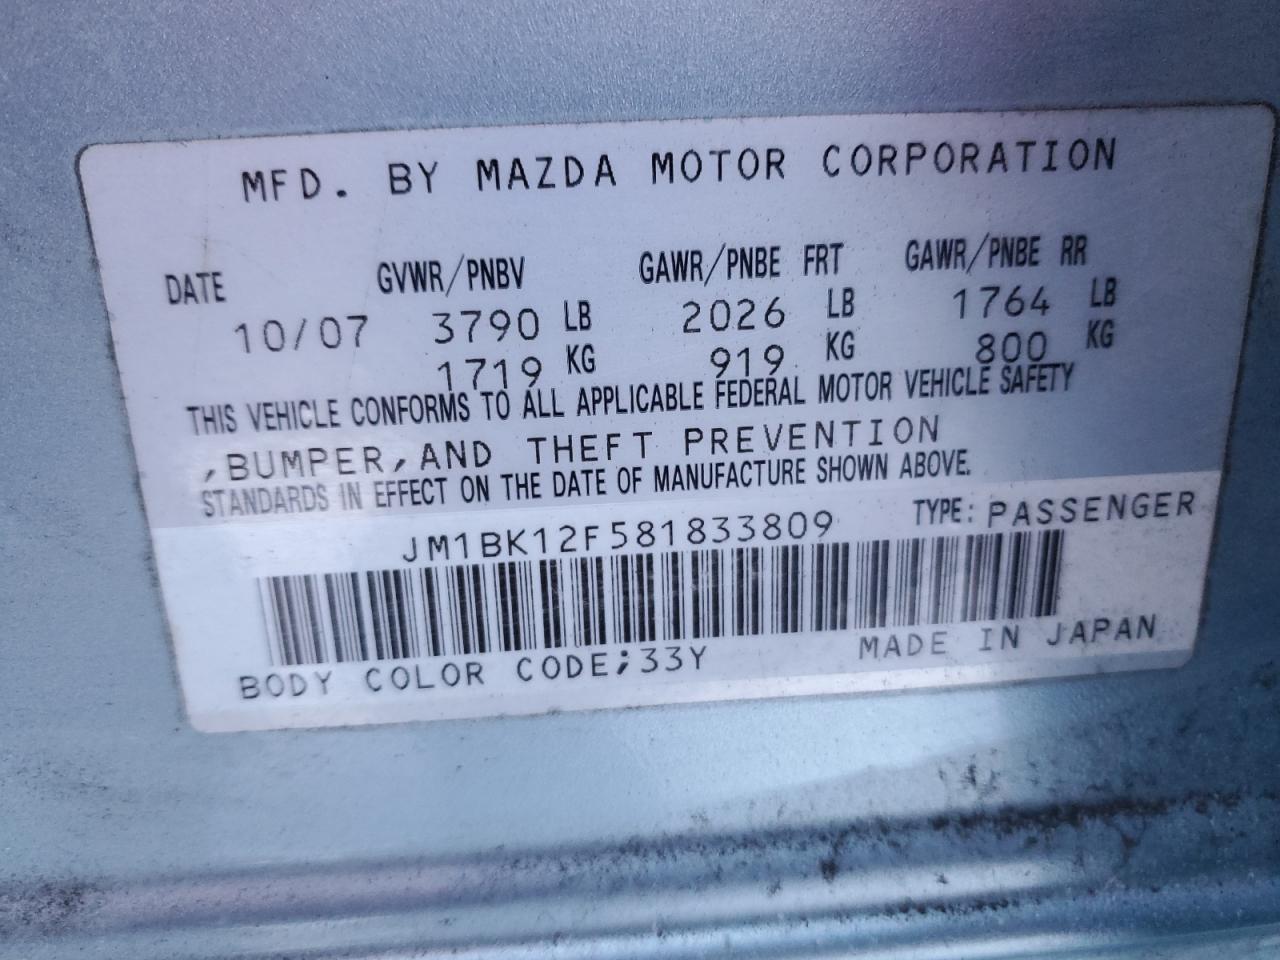 MFD. BY MAZDA MOTOR CORPORATION
DATE GVWR/PNBV GAWR/PNBE FRT GAWR/PNBE RR
10/07 3790 LB 2026 LB 1764 LB
1719 KG 919 KG 800 KG
THIS VEHICLE CONFORMS TO ALL APPLICABLE FEDERAL MOTOR VEHICLE SAFETY
,BUMPER,AND THEFT PREVENTION
STANDARDS IN EFFECT ON THE DATE OF MANUFACTURE SHOWN ABOVE.
JM1BK12F581833809 TYPE: PASSENGER
BODY COLOR CODE;33Y MADE IN JAPAN